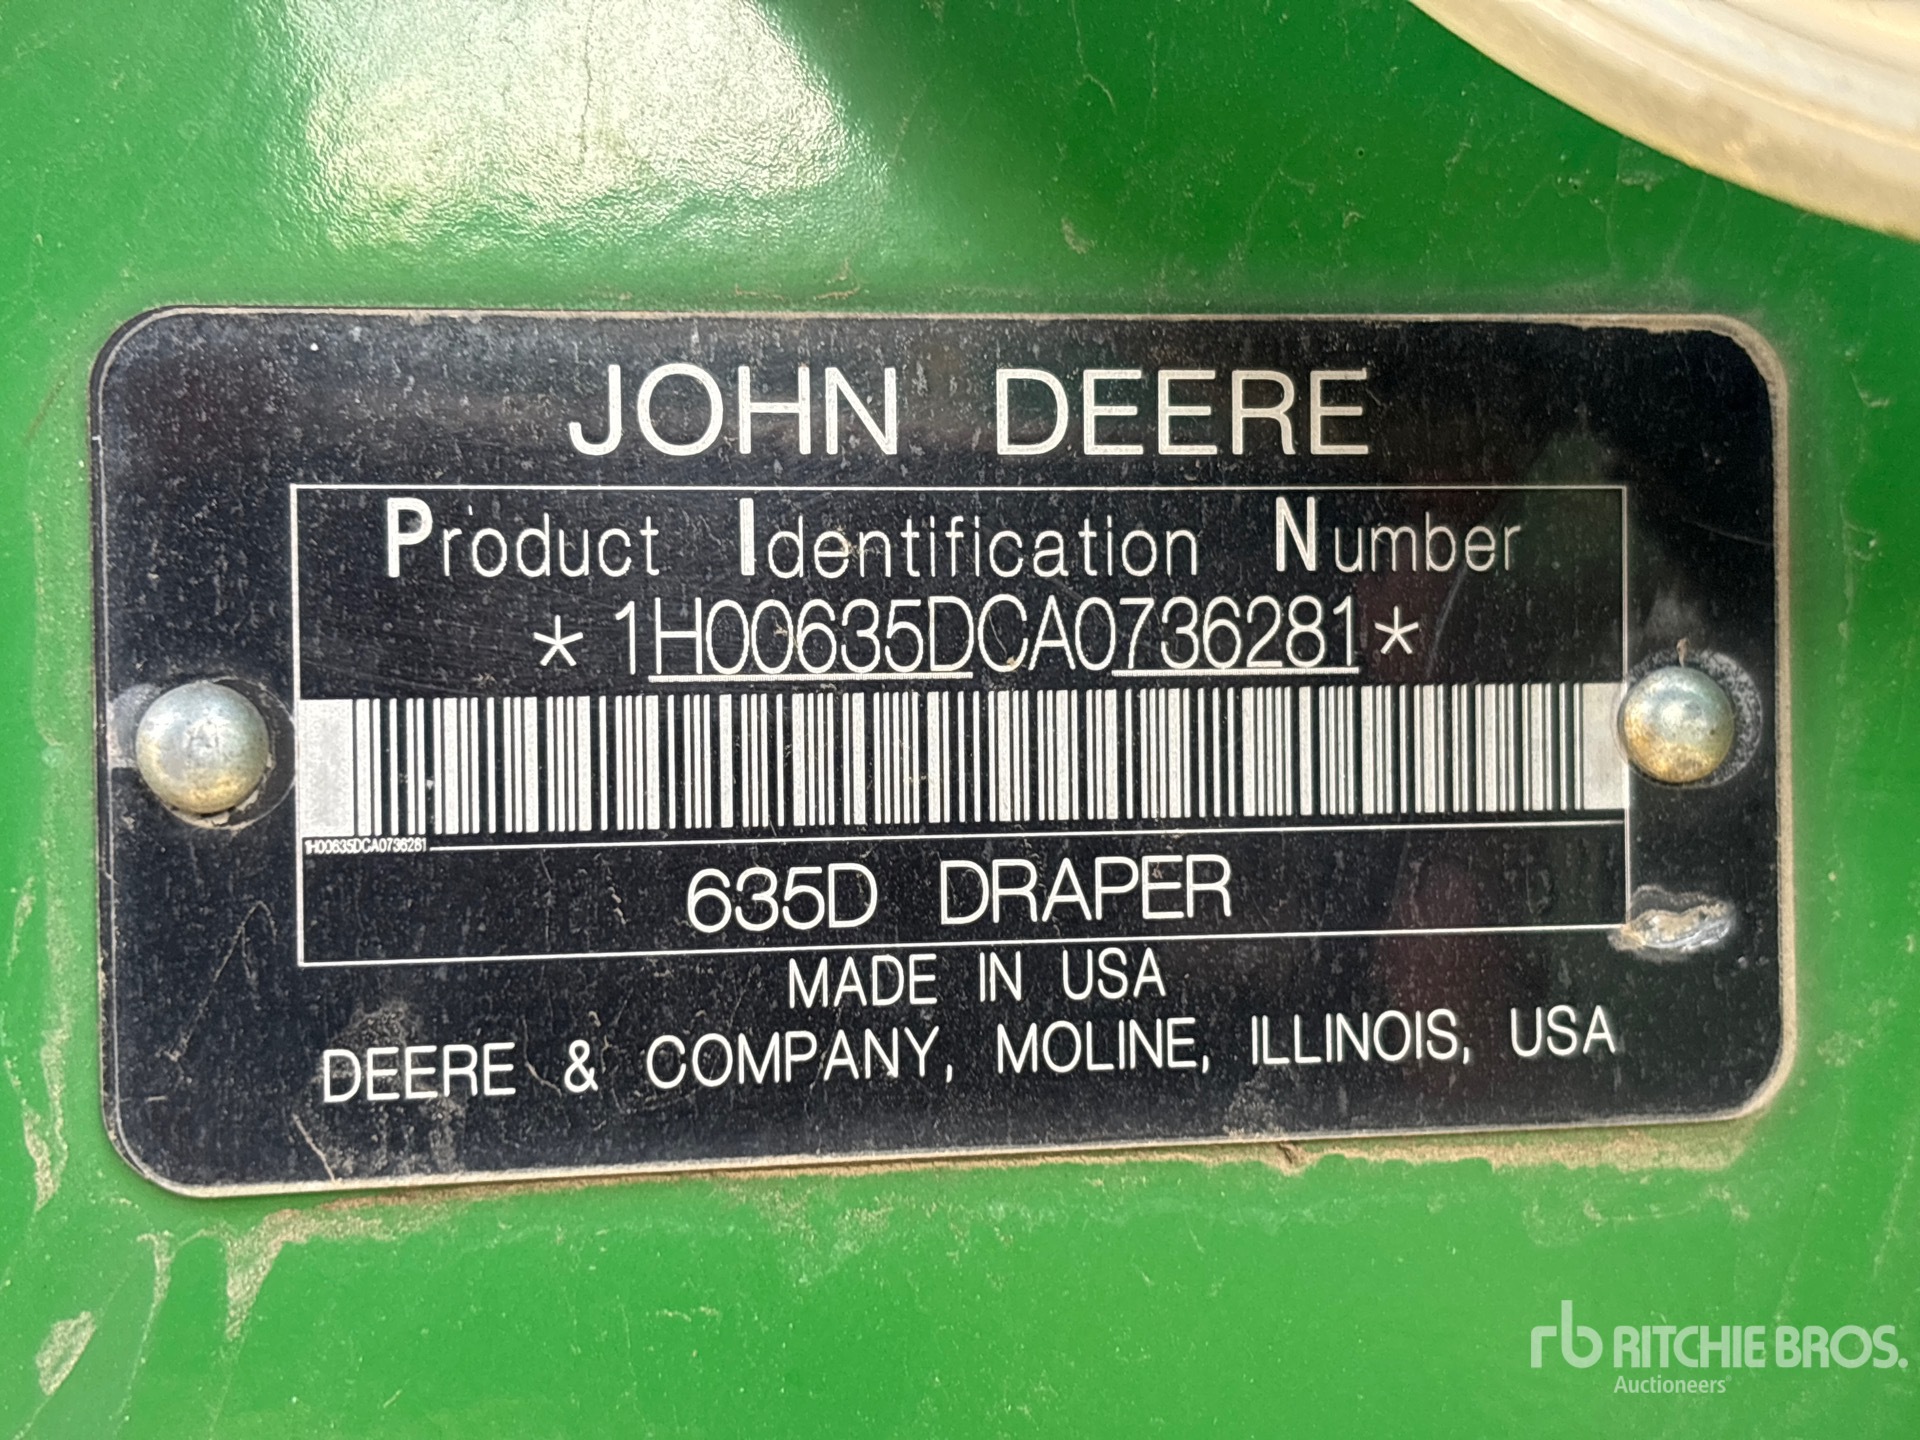 JOHN DEERE
Product Identification Number
*1H00635DCA0736281*
1H00635DCA0736281
635D DRAPER
MADE IN USA
DEERE & COMPANY, MOLINE, ILLINOIS, USA
rb RITCHIE BROS.
Auctioneers